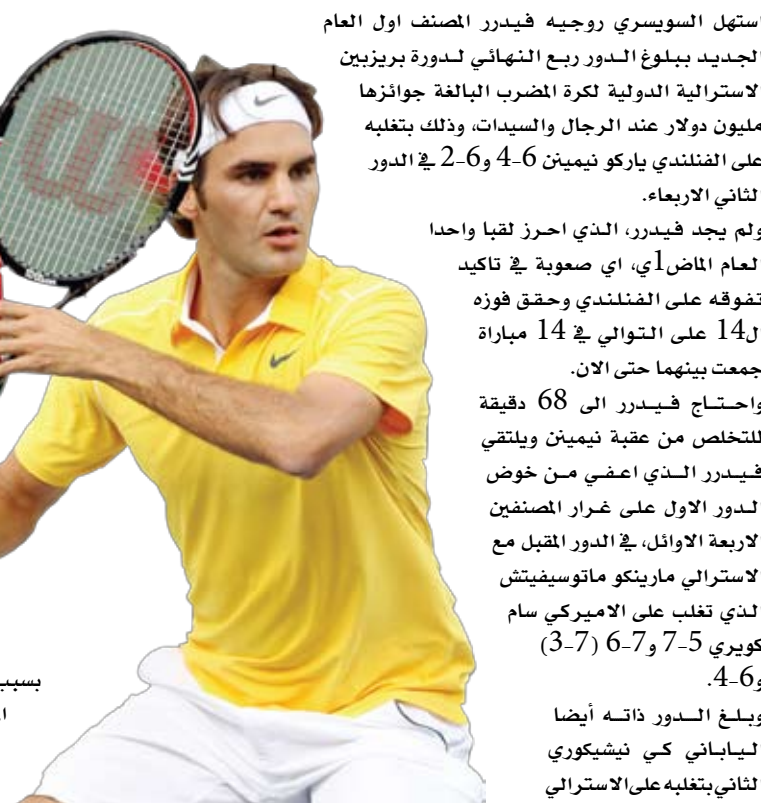 استهل السويسري روجيه فيدرر المصنف اول العام
الجديد ببلوغ الدور ربع النهائي لدورة بريزبين
الاسترالية الدولية لكرة المضرب البالغة جوائزها
مليون دولار عند الرجال والسيدات، وذلك بتغلبه
على الفنلندي ياركو نيمينن 6-4 و6-2 في الدور
الثاني الاربعاء.
ولم يجد فيدرر، الذي احرز لقبا واحدا
العام الماض1ي، اي صعوبة في تاكيد
تفوقه على الفنلندي وحقق فوزه
ال14 على التوالي في 14 مباراة
جمعت بينهما حتى الان.
واحتاج فيدرر الى 68 دقيقة
للتخلص من عقبة نيمينن ويلتقي
فيدرر الذي اعفي من خوض
الدور الاول على غرار المصنفين
الاربعة الاوائل، في الدور المقبل مع
الاسترالي مارينكو ماتوسيفيتش
الذي تغلب على الاميركي سام
كويري 5-7 و7-6 (7-3)
و6-4.
وبلغ الدور ذاته أيضا
الياباني كي نيشيكوري
الثاني بتغلبه على الاسترالي